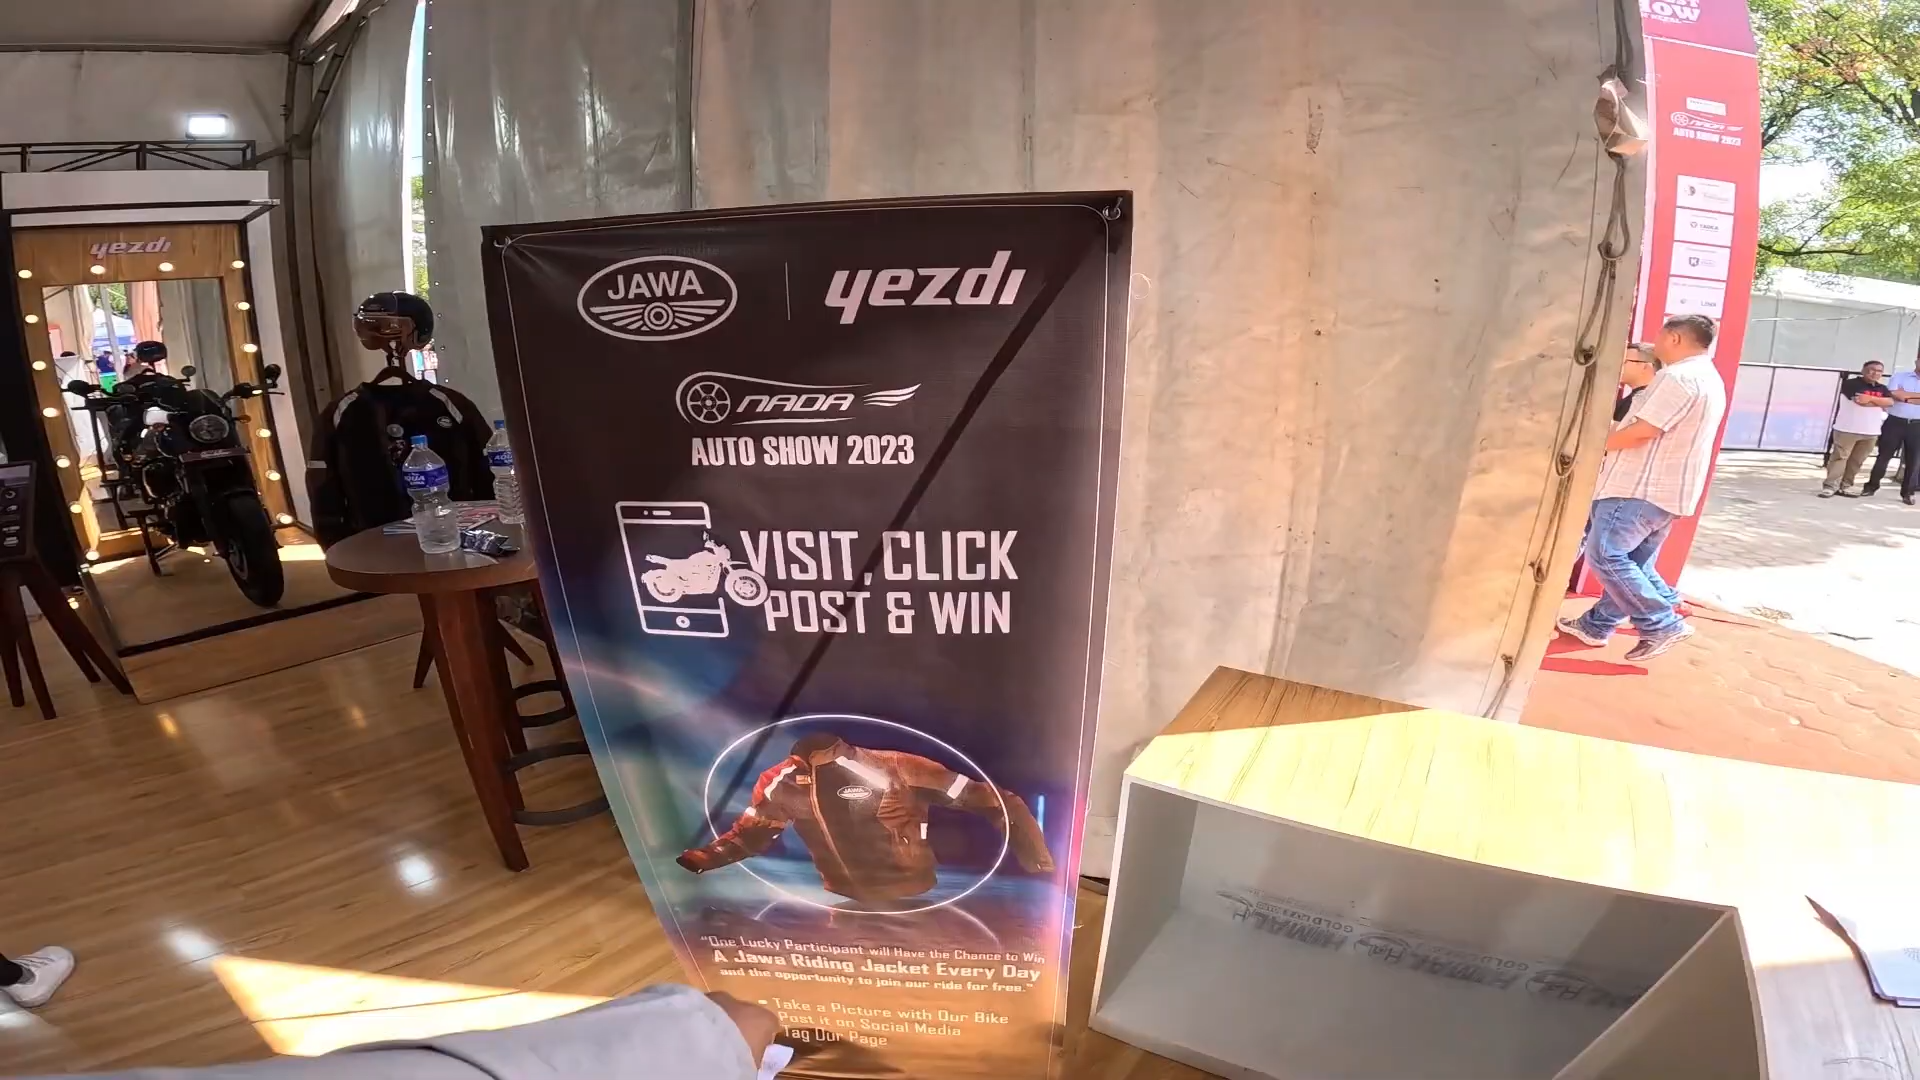 yezdi
JAWA
yezdi
NADA
AUTO SHOW 2023
VISIT, CLICK
POST & WIN
JAWA
"One Lucky Participant will Have the Chance to Win
A Jawa Riding Jacket Every Day
and the opportunity to join our ride for free."
Take a Picture with Our Bike
Post it on Social Media
Tag Our Page
NADA
AUTO SHOW 2023